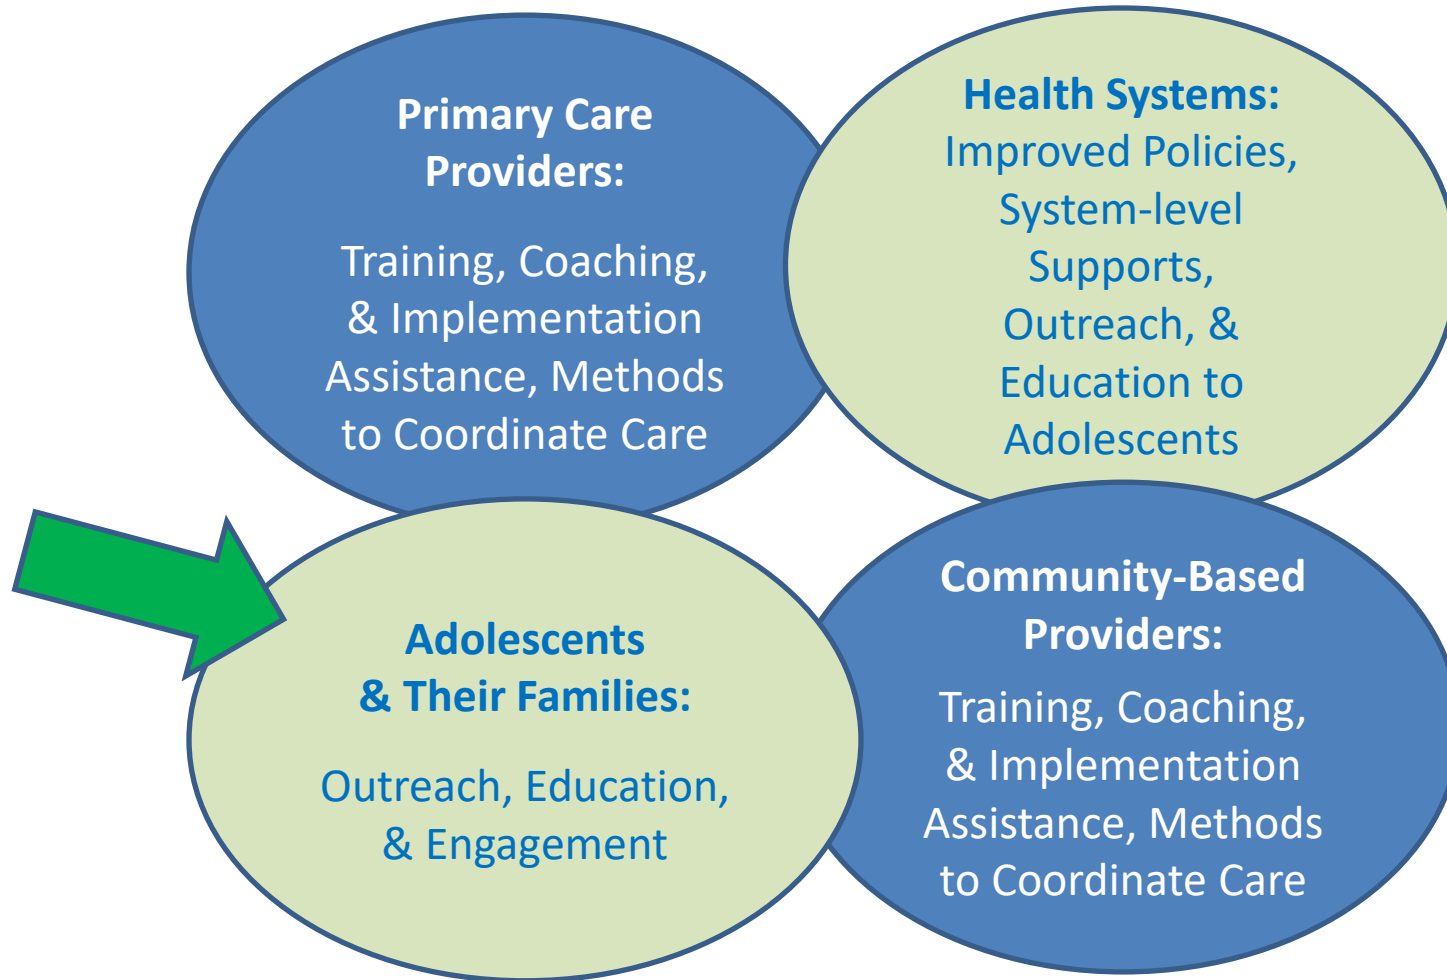 Primary Care
Providers:
Training, Coaching,
& Implementation
Assistance, Methods
to Coordinate Care
Health Systems:
Improved Policies,
System-level
Supports,
Outreach, &
Education to
Adolescents
Adolescents
& Their Families:
Outreach, Education,
& Engagement
Community-Based
Providers:
Training, Coaching,
& Implementation
Assistance, Methods
to Coordinate Care